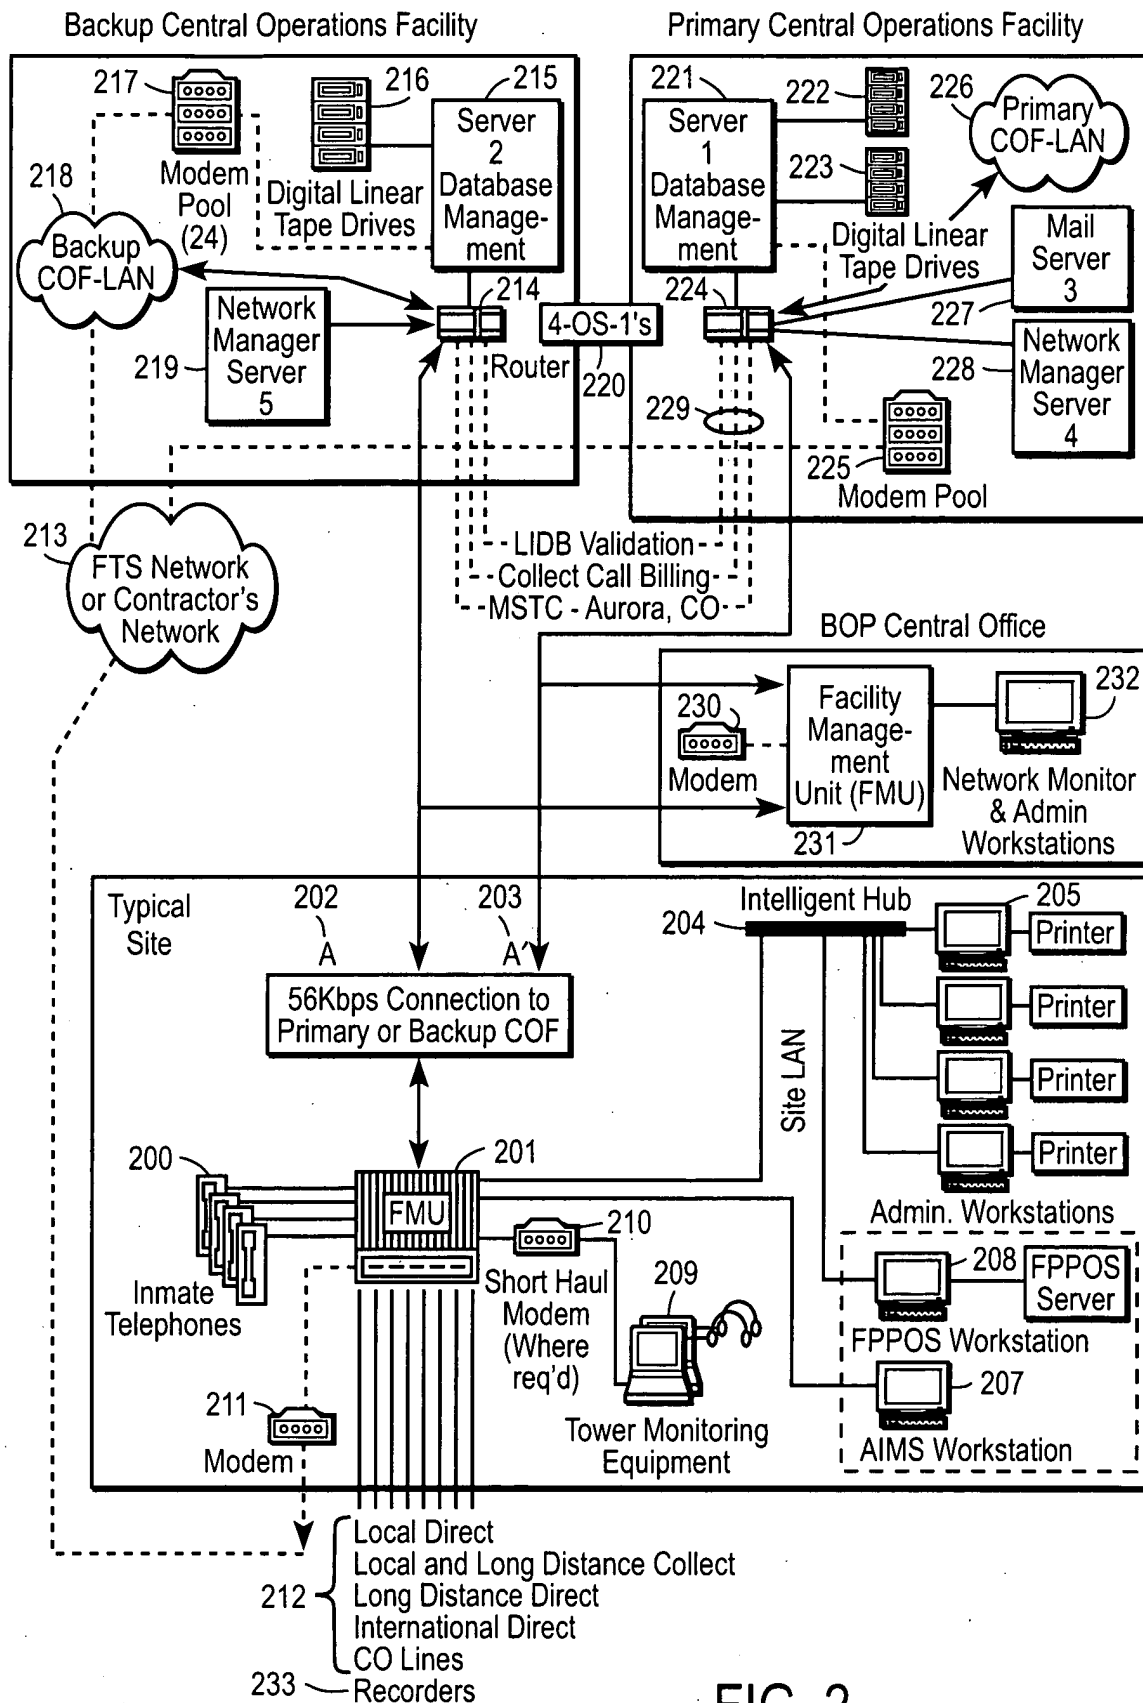 Backup Central Operations Facility
Primary Central Operations Facility
217
216
215
Server
2
Database
Manage-
ment
Modem
Pool
(24)
Digital Linear
Tape Drives
218
Backup
COF-LAN
214
Network
Manager
Server
5
219
Router
4-OS-1's
220
221
Server
1
Database
Manage-
ment
222
223
226
Primary
COF-LAN
Digital Linear
Tape Drives
Mail
Server
3
224
227
228
Network
Manager
Server
4
229
225
Modem Pool
213
FTS Network
or Contractor's
Network
LIDB Validation
Collect Call Billing
MSTC - Aurora, CO
BOP Central Office
230
Modem
Facility
Manage-
ment
Unit (FMU)
231
232
Network Monitor
& Admin
Workstations
Typical
Site
202
A
203
A'
56Kbps Connection to
Primary or Backup COF
Intelligent Hub
204
205
Printer
Printer
Printer
Printer
Site LAN
Admin. Workstations
200
Inmate
Telephones
201
FMU
210
Short Haul
Modem
(Where
req'd)
209
Tower Monitoring
Equipment
208
FPPOS
Server
FPPOS Workstation
207
AIMS Workstation
211
Modem
212
Local Direct
Local and Long Distance Collect
Long Distance Direct
International Direct
CO Lines
233
Recorders
FIG. 2